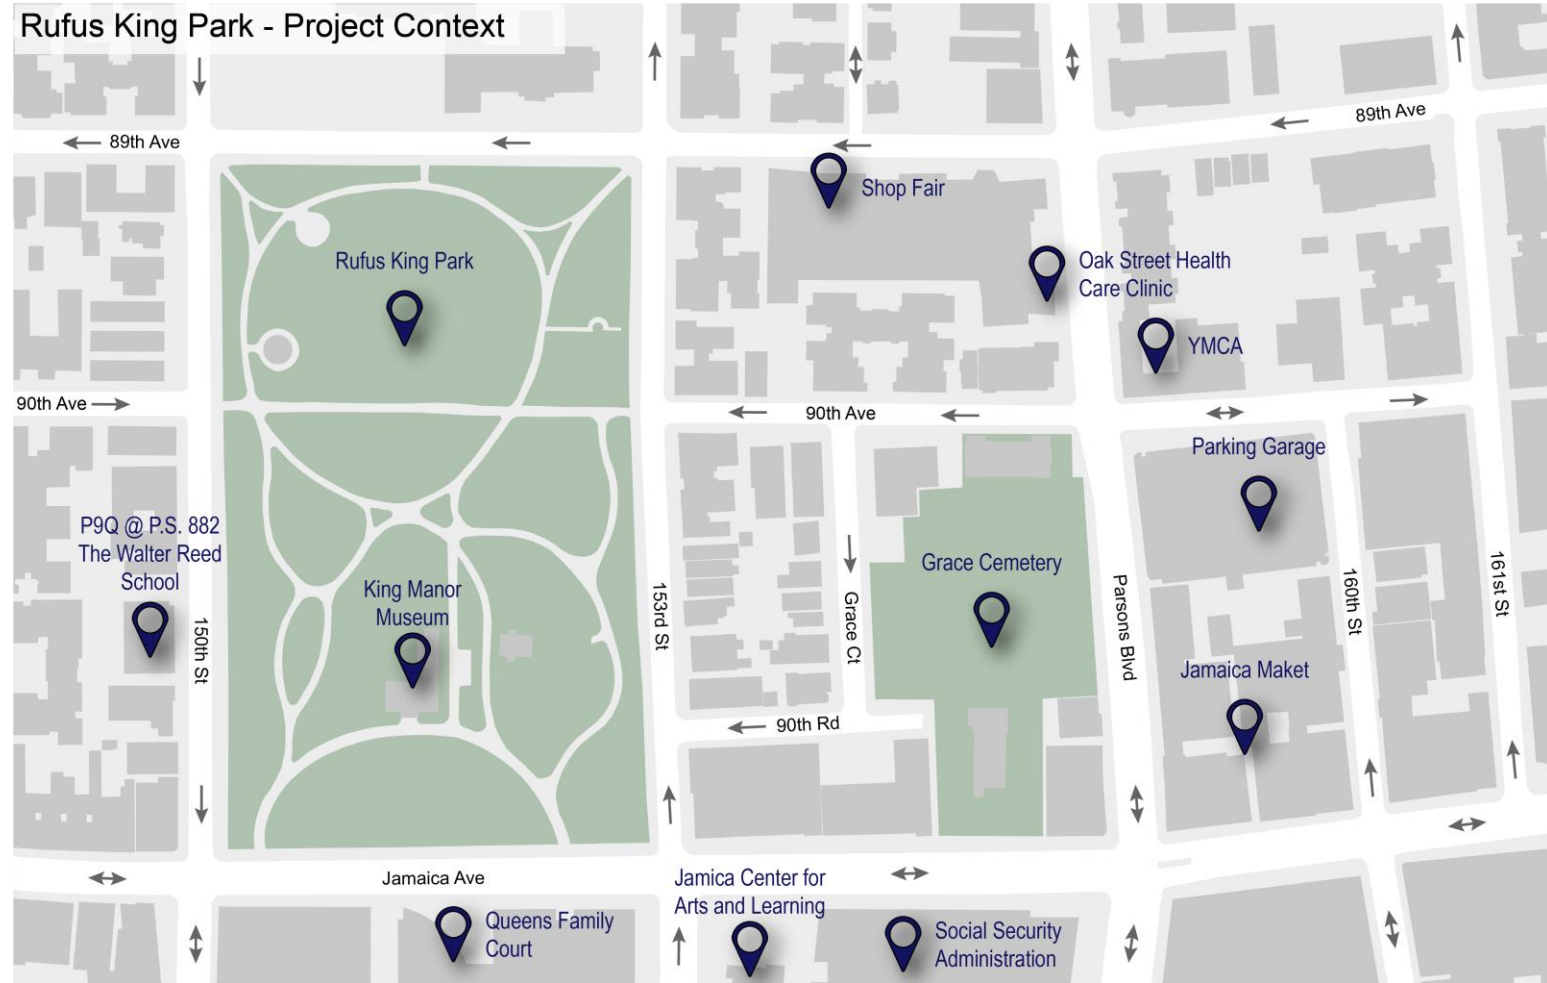 Rufus King Park - Project Context
89th Ave
89th Ave
Shop Fair
Rufus King Park
Oak Street Health
Care Clinic
YMCA
90th Ave
90th Ave
Parking Garage
P9Q @ P.S. 882
The Walter Reed
School
King Manor
Museum
Grace Cemetery
150th St
153rd St
Grace Ct
Parsons Blvd
160th St
161st St
Jamaica Maket
90th Rd
Jamaica Ave
Jamica Center for
Arts and Learning
Queens Family
Court
Social Security
Administration